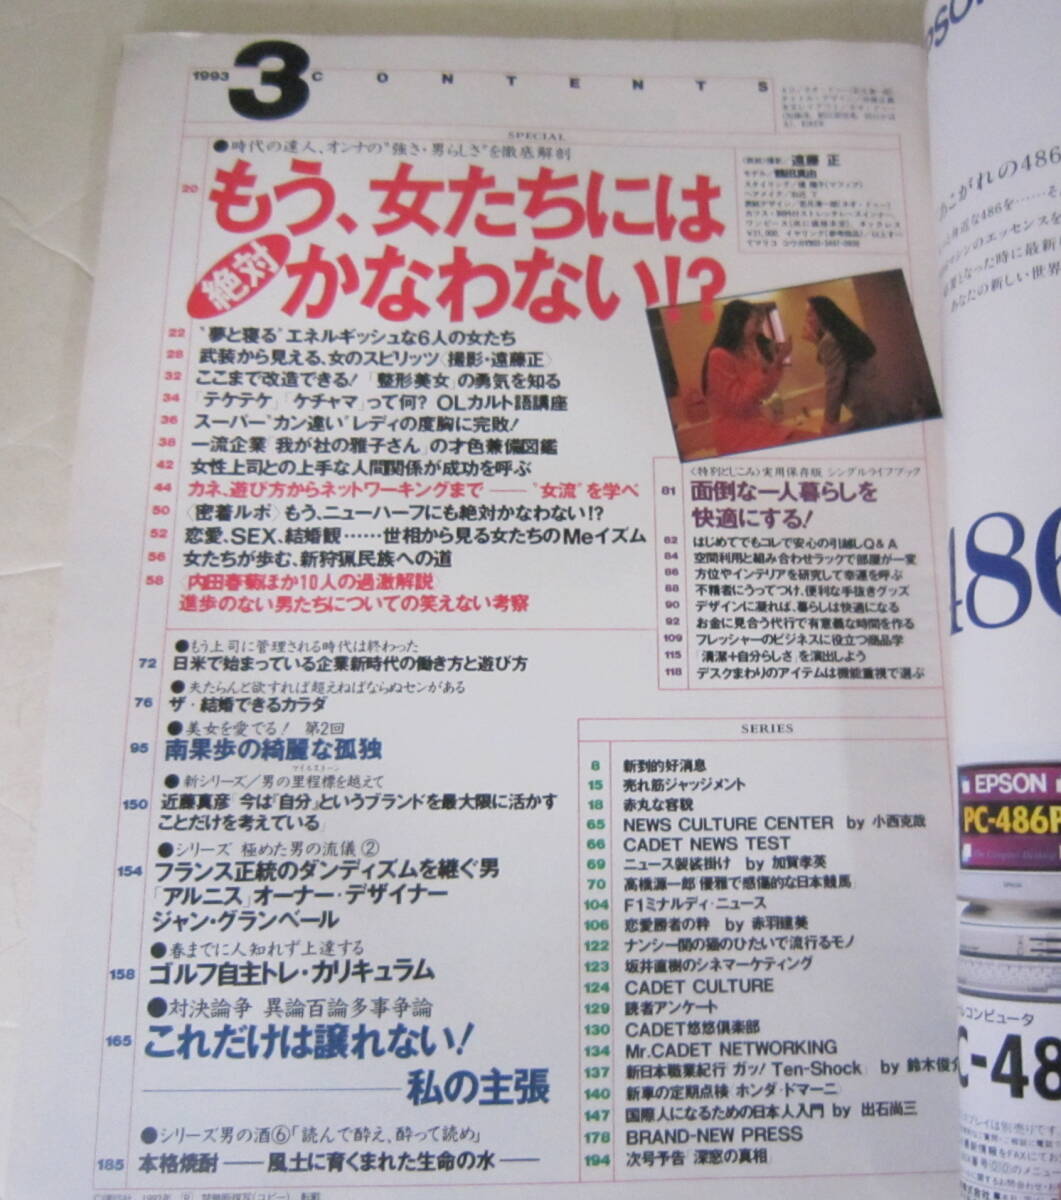 1993 3 CONTENTS
SPECIAL
●時代の達人、オンナの“強さ・男らしさ”を徹底解剖
20 もう、女たちには
絶対 かなわない!?
〈表紙〉撮影／遠藤 正
22 “夢と寝る”エネルギッシュな6人の女たち
28 武装から見える、女のスピリッツ〈撮影・遠藤正〉
32 ここまで改造できる!「整形美女」の勇気を知る
34 「テケテケ」「ケチャマ」って何? OLカルト語講座
36 スーパー“カン違い”レディの度胸に完敗!
38 一流企業「我が社の雅子さん」の才色兼備図鑑
42 女性上司との上手な人間関係が成功を呼ぶ
44 カネ、遊び方からネットワーキングまで——“女流”を学べ
50 〈密着ルポ〉もう、ニューハーフにも絶対かなわない!?
52 恋愛、SEX、結婚観……世相から見る女たちのMeイズム
56 女たちが歩む、新狩猟民族への道
58 〈内田春菊ほか10人の過激解説〉
進歩のない男たちについての笑えない考察
●もう上司に管理される時代は終わった
72 日米で始まっている企業新時代の働き方と遊び方
●夫たらんと欲すれば超えねばならぬセンがある
76 ザ・結婚できるカラダ
●美女を愛でる! 第2回
95 南果歩の綺麗な孤独
●新シリーズ／男の里程標を越えて
マイルストーン
150 近藤真彦「今は『自分』というブランドを最大限に活かす
ことだけを考えている」
●シリーズ 極めた男の流儀②
154 フランス正統のダンディズムを継ぐ男
「アルニス」オーナー・デザイナー
ジャン・グランベール
●春までに人知れず上達する
158 ゴルフ自主トレ・カリキュラム
●対決論争 異論百論多事争論
165 これだけは譲れない!
——私の主張
●シリーズ男の酒⑥「読んで酔え、酔って読め」
185 本格焼酎——風土に育くまれた生命の水——
〈特別とじこみ〉実用保存版 シングルライフブック
81 面倒な一人暮らしを
快適にする!
82 はじめてでもコレで安心の引越しQ&A
84 空間利用と組み合わせラックで部屋が一変
86 方位やインテリアを研究して幸運を呼ぶ
88 不精者にうってつけ、便利な手抜きグッズ
90 デザインに凝れば、暮らしは快適になる
92 お金に見合う代行で有意義な時間を作る
109 フレッシャーのビジネスに役立つ商品学
115 「清潔+自分らしさ」を演出しよう
118 デスクまわりのアイテムは機能重視で選ぶ
SERIES
8 新到的好消息
15 売れ筋ジャッジメント
18 赤丸な容貌
65 NEWS CULTURE CENTER by 小西克哉
66 CADET NEWS TEST
69 ニュース袈裟掛け by 加賀孝英
70 高橋源一郎「優雅で感傷的な日本競馬」
104 F1ミナルディ・ニュース
106 恋愛勝者の粋 by 赤羽建美
122 ナンシー関の猫のひたいで流行るモノ
123 坂井直樹のシネマーケティング
124 CADET CULTURE
129 読者アンケート
130 CADET悠悠倶楽部
134 Mr.CADET NETWORKING
137 「新日本職業紀行 ガッ! Ten-Shock」 by 鈴木俊介
140 新車の定期点検〈ホンダ・ドマーニ〉
147 国際人になるための日本人入門 by 出石尚三
178 BRAND-NEW PRESS
194 次号予告「深窓の真相」
EPSON
こがれの486
あなたの新しい世界
486
EPSON
PC-486P
コンピュータ
C-486